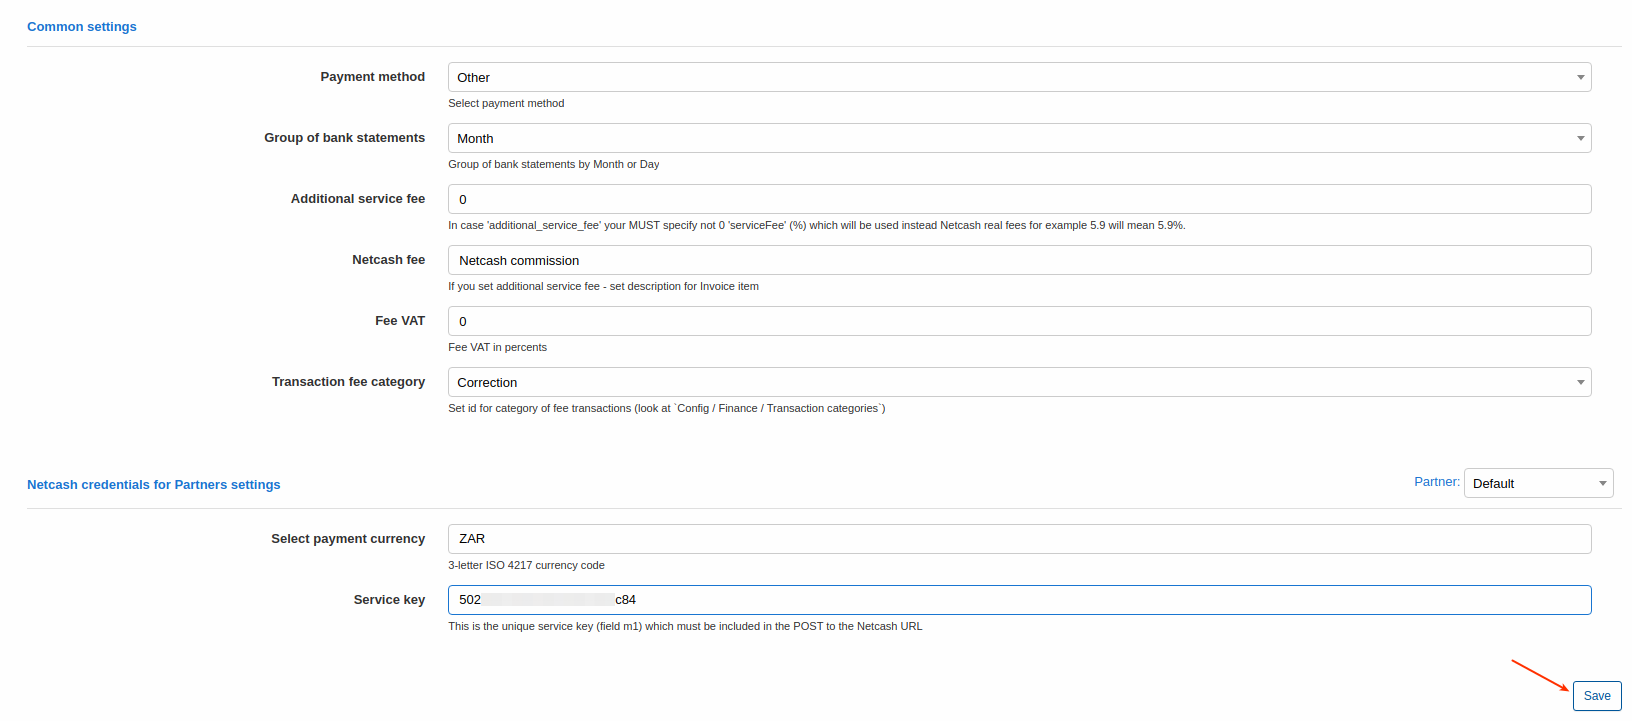 Common settings
Payment method
Other
Select payment method
Group of bank statements
Month
Group of bank statements by Month or Day
Additional service fee
0
In case 'additional_service_fee' your MUST specify not 0 'serviceFee' (%) which will be used instead Netcash real fees for example 5.9 will mean 5.9%.
Netcash fee
Netcash commission
If you set additional service fee - set description for Invoice item
Fee VAT
0
Fee VAT in percents
Transaction fee category
Correction
Set id for category of fee transactions (look at `Config / Finance / Transaction categories`)
Netcash credentials for Partners settings
Partner: Default
Select payment currency
ZAR
3-letter ISO 4217 currency code
Service key
502 c84
This is the unique service key (field m1) which must be included in the POST to the Netcash URL
Save